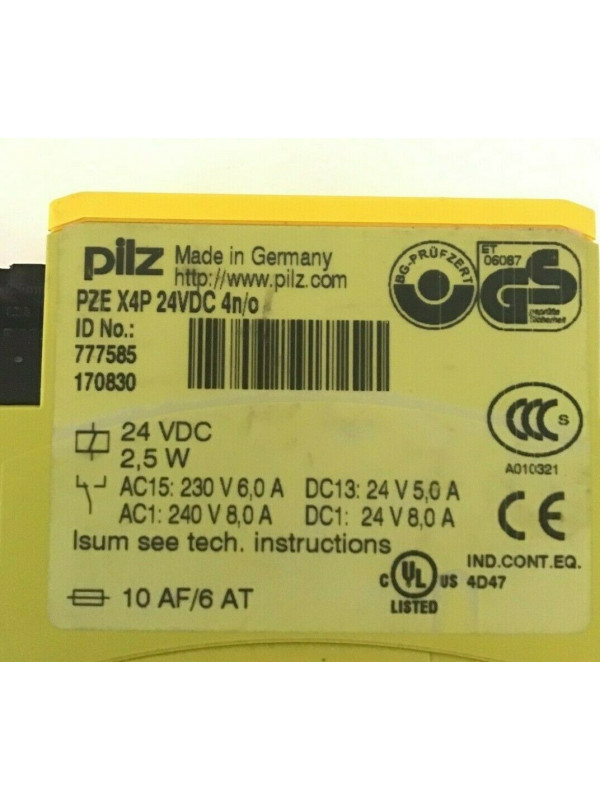 pilz Made in Germany
http://www.pilz.com
PZE X4P 24VDC 4n/o
ID No.:
777585
170830
BG-PRÜFZERT
ET
06087
GS
geprüfte
Sicherheit
24 VDC
2,5 W
CCC S
A010321
AC15: 230 V 6,0 A DC13: 24 V 5,0 A
AC1: 240 V 8,0 A DC1: 24 V 8,0 A
CE
Isum see tech. instructions
10 AF/6 AT
C UL US
LISTED
IND.CONT.EQ.
4D47